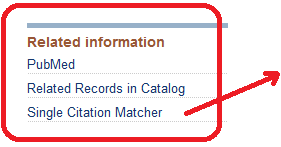 Related information
PubMed
Related Records in Catalog
Single Citation Matcher